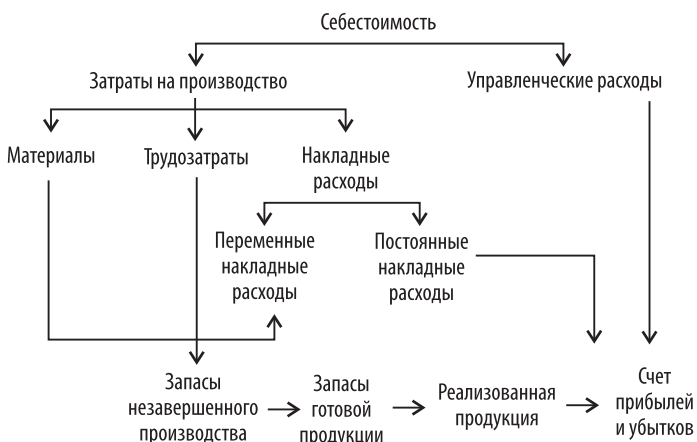 Себестоимость
Затраты на производство
Управленческие расходы
Материалы
Трудозатраты
Накладные
расходы
Переменные
накладные
расходы
Постоянные
накладные
расходы
Запасы
незавершенного
производства
Запасы
готовой
продукции
Реализованная
продукция
Счет
прибылей
и убытков